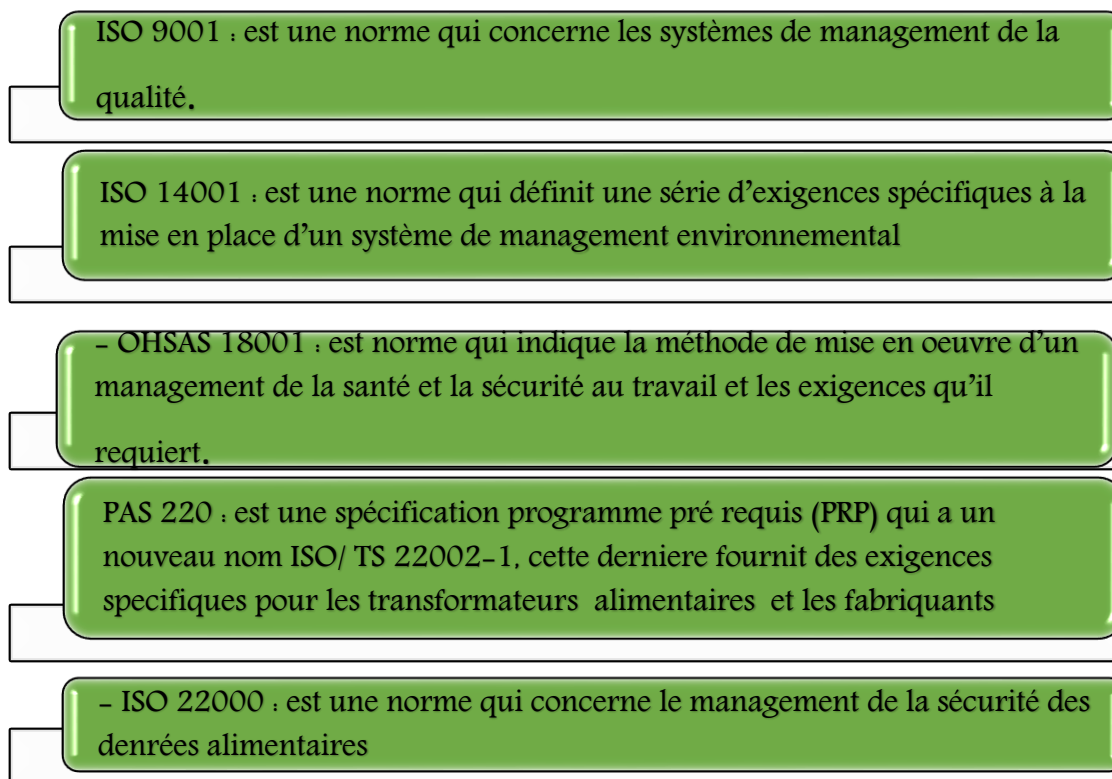 ISO 9001 : est une norme qui concerne les systèmes de management de la
qualité.
ISO 14001 : est une norme qui définit une série d’exigences spécifiques à la
mise en place d’un système de management environnemental
- OHSAS 18001 : est norme qui indique la méthode de mise en oeuvre d’un
management de la santé et la sécurité au travail et les exigences qu’il
requiert.
PAS 220 : est une spécification programme pré requis (PRP) qui a un
nouveau nom ISO/ TS 22002-1, cette derniere fournit des exigences
specifiques pour les transformateurs alimentaires et les fabriquants
- ISO 22000 : est une norme qui concerne le management de la sécurité des
denrées alimentaires